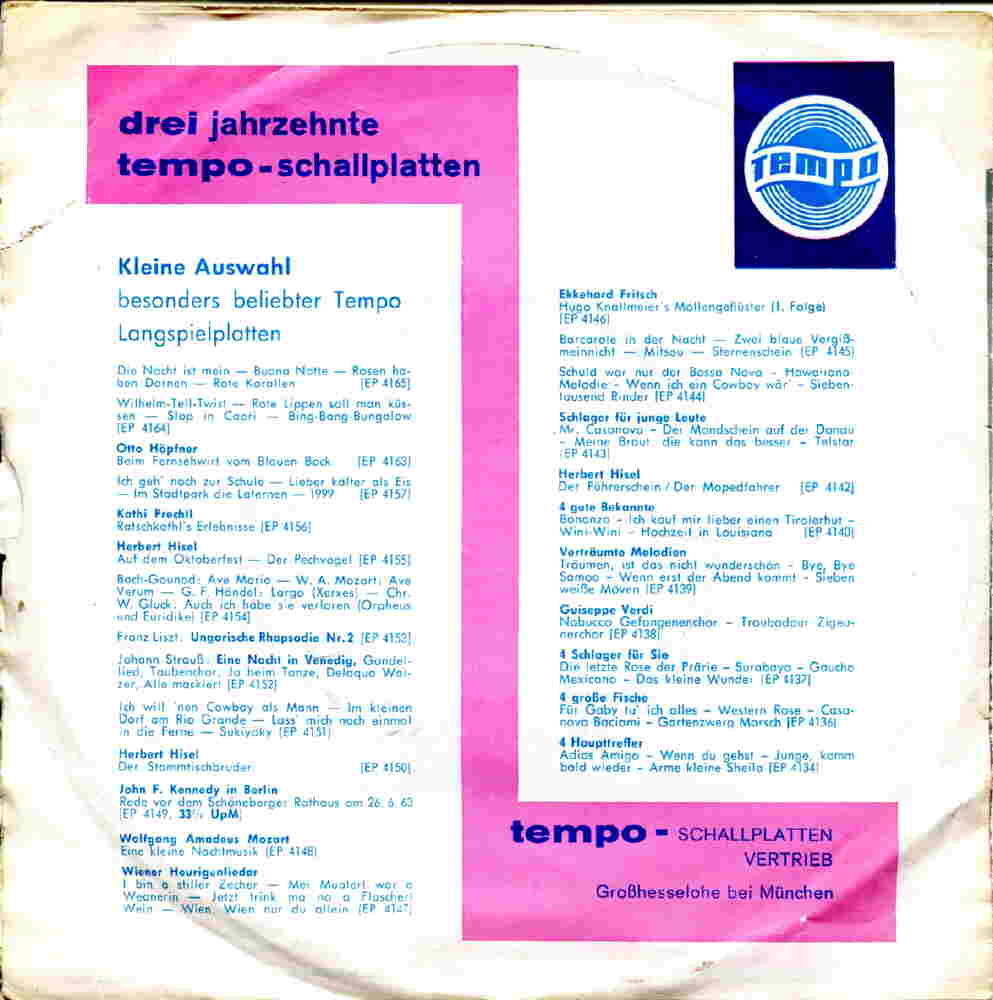 drei jahrzehnte
tempo-schallplatten
TEMPO
Kleine Auswahl
besonders beliebter Tempo
Langspielplatten
Die Nacht ist mein — Buona Notte — Rosen ha-
ben Dornen — Rote Korallen [EP 4165]
Wilhelm-Tell-Twist — Rote Lippen soll man küs-
sen — Slop in Capri — Bing-Bang-Bungalow
[EP 4164]
Otto Höpfner
Beim Fernsehwirt vom Blauen Bock [EP 4163]
Ich geh' noch zur Schule — Lieber kälter als Eis
— Im Stadtpark die Laternen — 1999 [EP 4157]
Kathi Prechtl
Ratschkathl's Erlebnisse [EP 4156]
Herbert Hisel
Auf dem Oktoberfest — Der Pechvogel [EP 4155]
Bach-Gounod: Ave Maria — W. A. Mozart: Ave
Verum — G. F. Händel: Largo (Xerxes) — Chr.
W. Gluck: Auch ich habe sie verloren (Orpheus
und Euridike) [EP 4154]
Franz Liszt: Ungarische Rhapsodie Nr. 2 [EP 4153]
Johann Strauß: Eine Nacht in Venedig, Gondel-
lied, Taubenchor, Ja beim Tanze, Delaqua Wal-
zer, Alle maskiert [EP 4152]
Ich will 'nen Cowboy als Mann — Im kleinen
Dorf am Rio Grande — Lass' mich noch einmal
in die Ferne — Sukiyaky [EP 4151]
Herbert Hisel
Der Stammtischbruder [EP 4150]
John F. Kennedy in Berlin
Rede vor dem Schöneberger Rathaus am 26. 6. 63
[EP 4149, 33⅓ UpM]
Wolfgang Amadeus Mozart
Eine kleine Nachtmusik [EP 4148]
Wiener Heurigenlieder
I bin a stiller Zecher — Mei Muaterl war a
Weanerin — Jetzt trink ma no a Flascherl
Wein — Wien, Wien nur du allein [EP 4147]
Ekkehard Fritsch
Hugo Knallmeier's Mollengeflüster (1. Folge)
[EP 4146]
Barcarole in der Nacht — Zwei blaue Vergiß-
meinnicht — Mitsou — Sternenschein [EP 4145]
Schuld war nur der Bossa Nova - Hawaiiana-
Melodie - Wenn ich ein Cowboy wär' - Sieben-
tausend Rinder [EP 4144]
Schlager für junge Leute
Mr. Casanova - Der Mondschein auf der Donau
- Meine Braut, die kann das besser - Telstar
[EP 4143]
Herbert Hisel
Der Führerschein / Der Mopedfahrer [EP 4142]
4 gute Bekannte
Bonanza - Ich kauf mir lieber einen Tirolerhut -
Wini-Wini - Hochzeit in Louisiana [EP 4140]
Verträumte Melodien
Träumen, ist das nicht wunderschön - Bye, Bye
Samoa - Wenn erst der Abend kommt - Sieben
weiße Möven [EP 4139]
Guiseppe Verdi
Nabucco Gefangenenchor - Troubadour Zigeu-
nerchor [EP 4138]
4 Schlager für Sie
Die letzte Rose der Prärie - Surabaya - Gaucho
Mexicano - Das kleine Wunder [EP 4137]
4 große Fische
Für Gaby tu' ich alles - Western Rose - Casa-
nova Baciami - Gartenzwerg Marsch [EP 4136]
4 Haupttreffer
Adios Amigo - Wenn du gehst - Junge, komm
bald wieder - Arme kleine Sheila [EP 4134]
tempo - SCHALLPLATTEN
VERTRIEB
Großhesselohe bei München